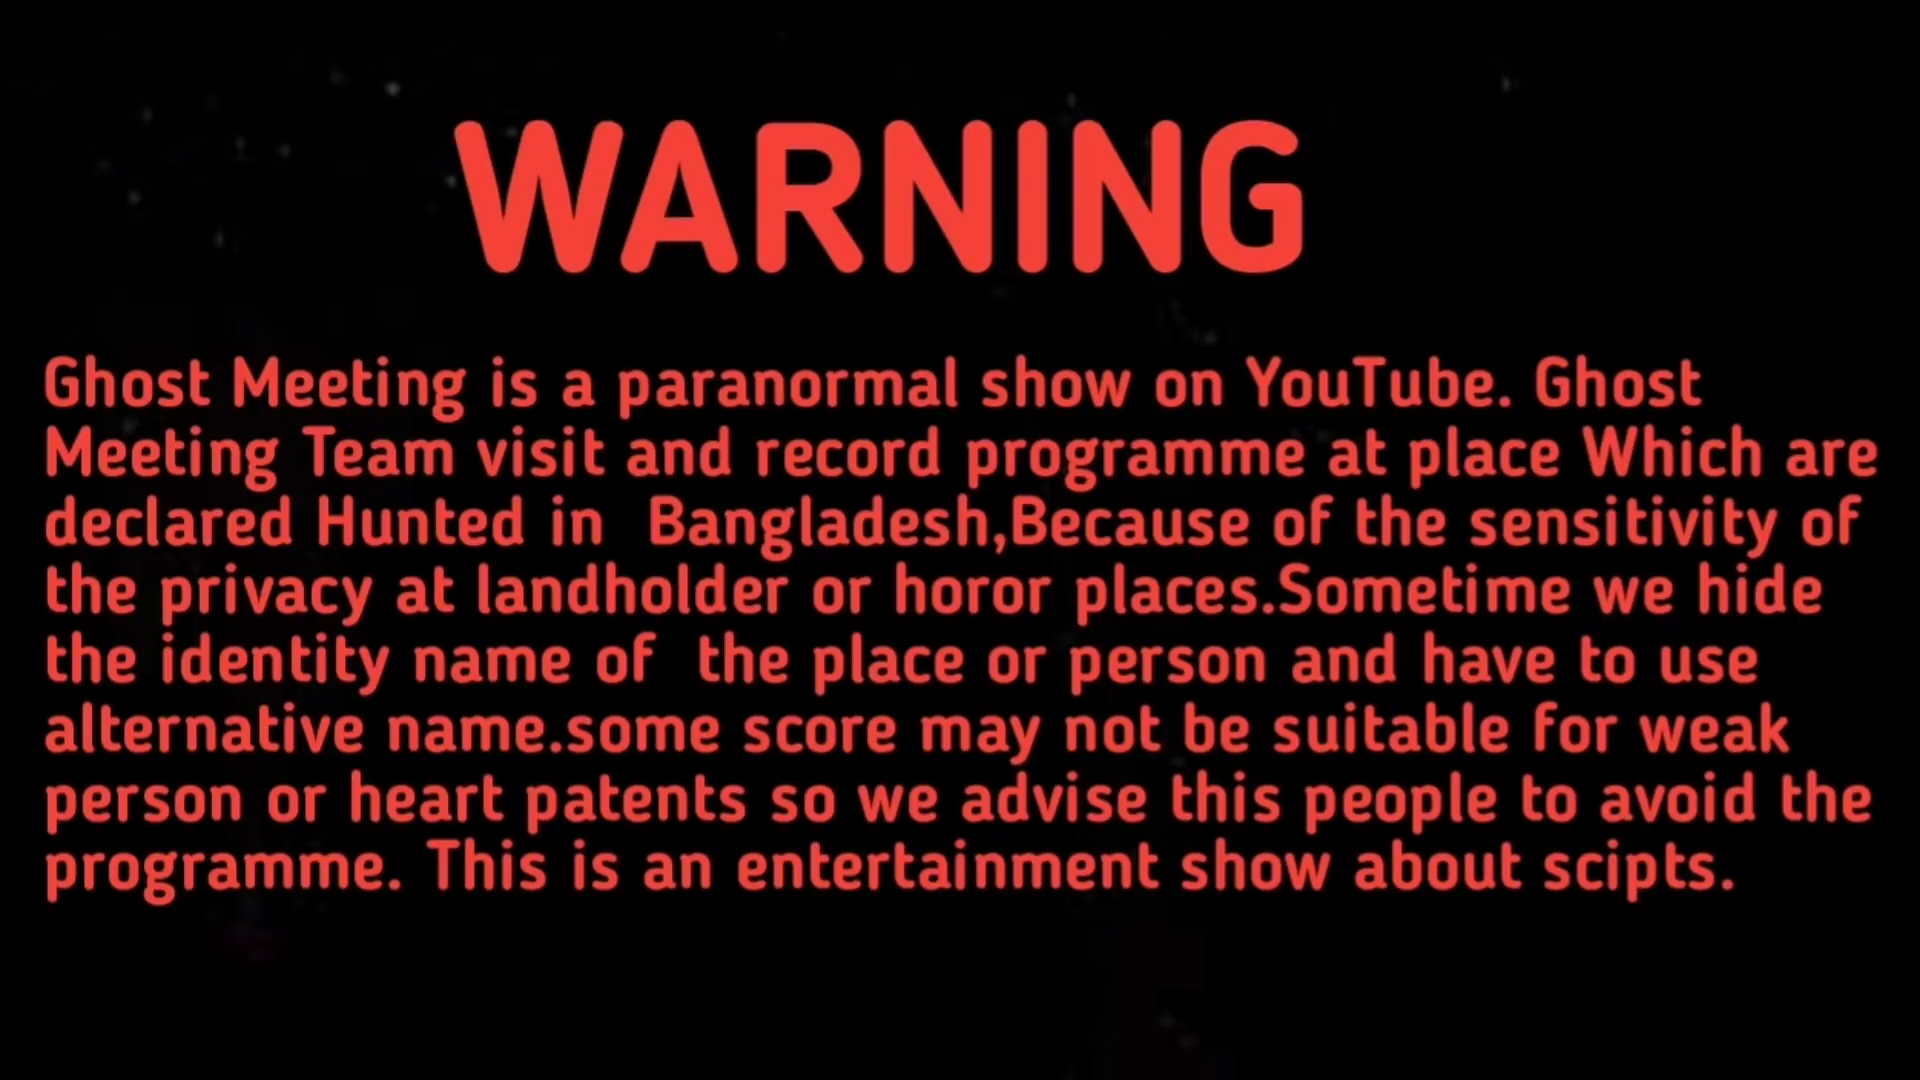 WARNING
Ghost Meeting is a paranormal show on YouTube. Ghost
Meeting Team visit and record programme at place Which are
declared Hunted in  Bangladesh,Because of the sensitivity of
the privacy at landholder or horor places.Sometime we hide
the identity name of  the place or person and have to use
alternative name.some score may not be suitable for weak
person or heart patents so we advise this people to avoid the
programme. This is an entertainment show about scipts.